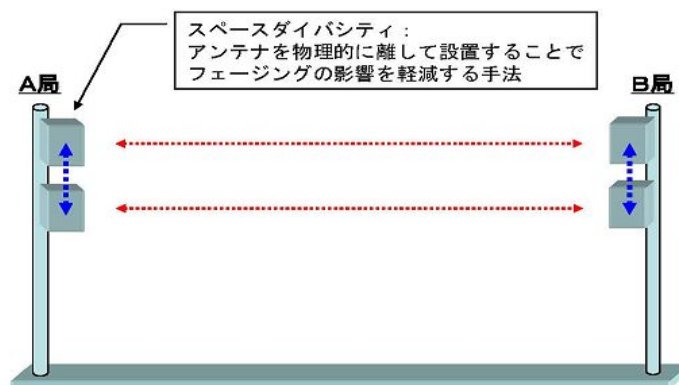 スペースダイバシティ：
アンテナを物理的に離して設置することで
フェージングの影響を軽減する手法
A局
B局